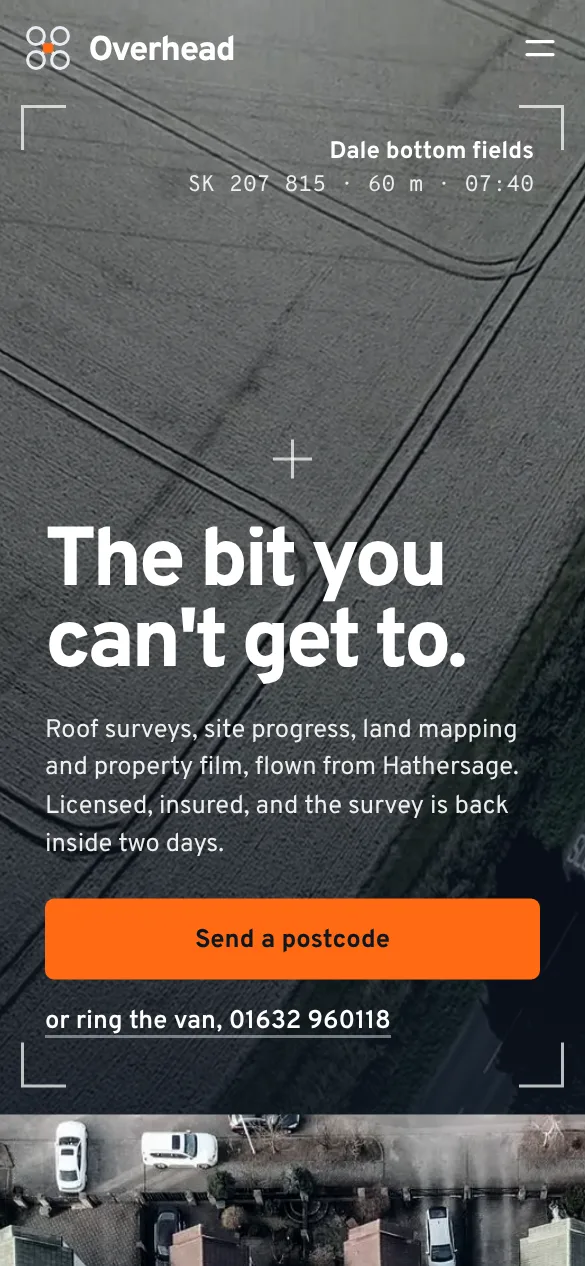 Overhead
Dale bottom fields
SK 207 815 · 60 m · 07:40
The bit you
can't get to.
Roof surveys, site progress, land mapping
and property film, flown from Hathersage.
Licensed, insured, and the survey is back
inside two days.
Send a postcode
or ring the van, 01632 960118